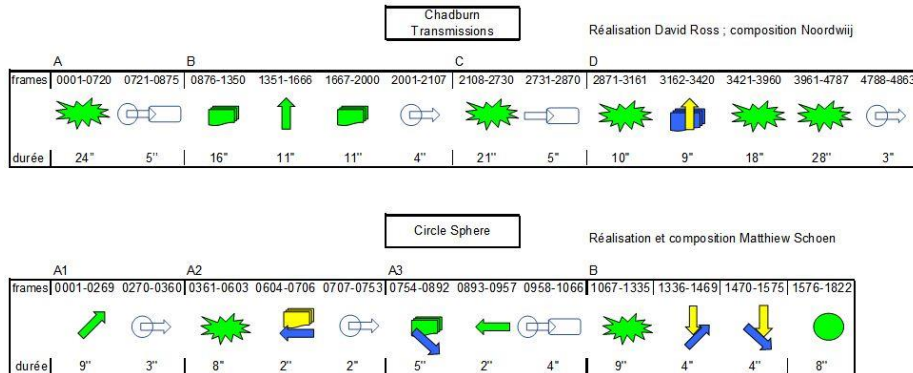 Chadburn
Transmissions
Réalisation David Ross ; composition Noordwiij
A B C D
frames 0001-0720 0721-0875 0876-1350 1351-1666 1667-2000 2001-2107 2108-2730 2731-2870 2871-3161 3162-3420 3421-3960 3961-4787 4788-4863
durée 24" 5" 16" 11" 11" 4" 21" 5" 10" 9" 18" 28" 3"
Circle Sphere
Réalisation et composition Matthiew Schoen
A1 A2 A3 B
frames 0001-0269 0270-0360 0361-0603 0604-0706 0707-0753 0754-0892 0893-0957 0958-1066 1067-1335 1336-1469 1470-1575 1576-1822
durée 9" 3" 8" 2" 2" 5" 2" 4" 9" 4" 4" 8"